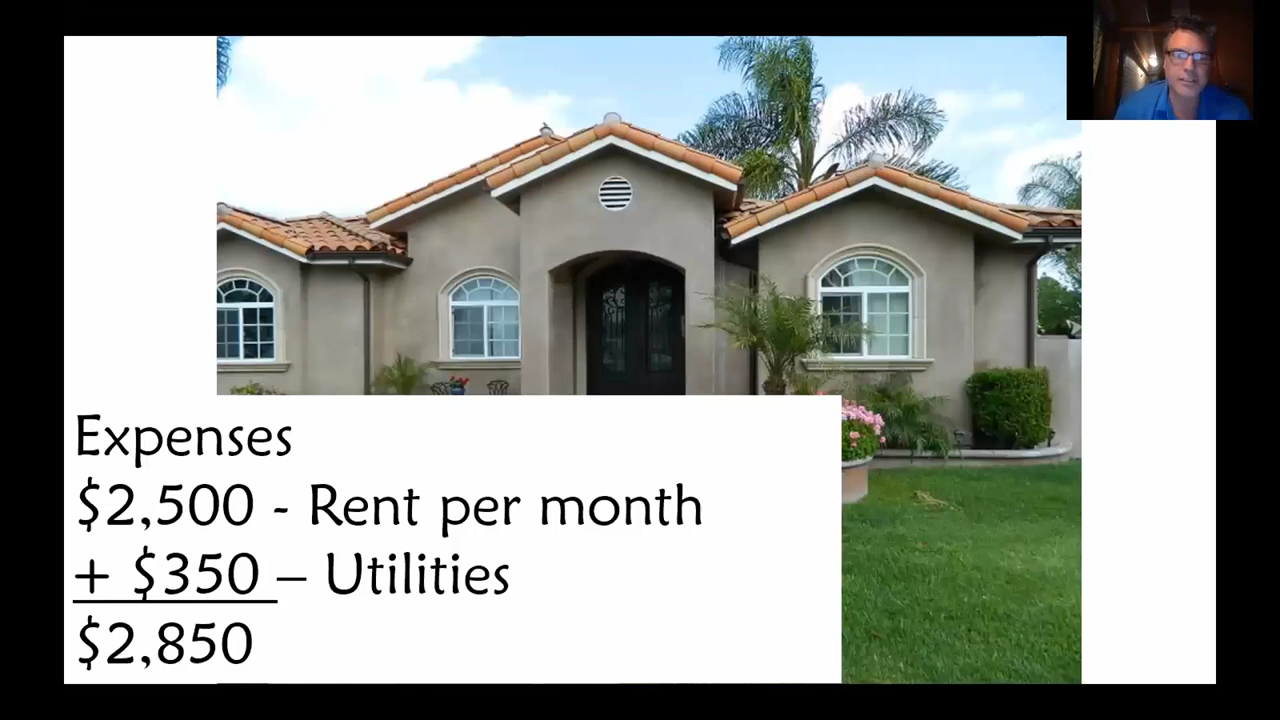 Expenses
$2,500 - Rent per month
+ $350 – Utilities
$2,850